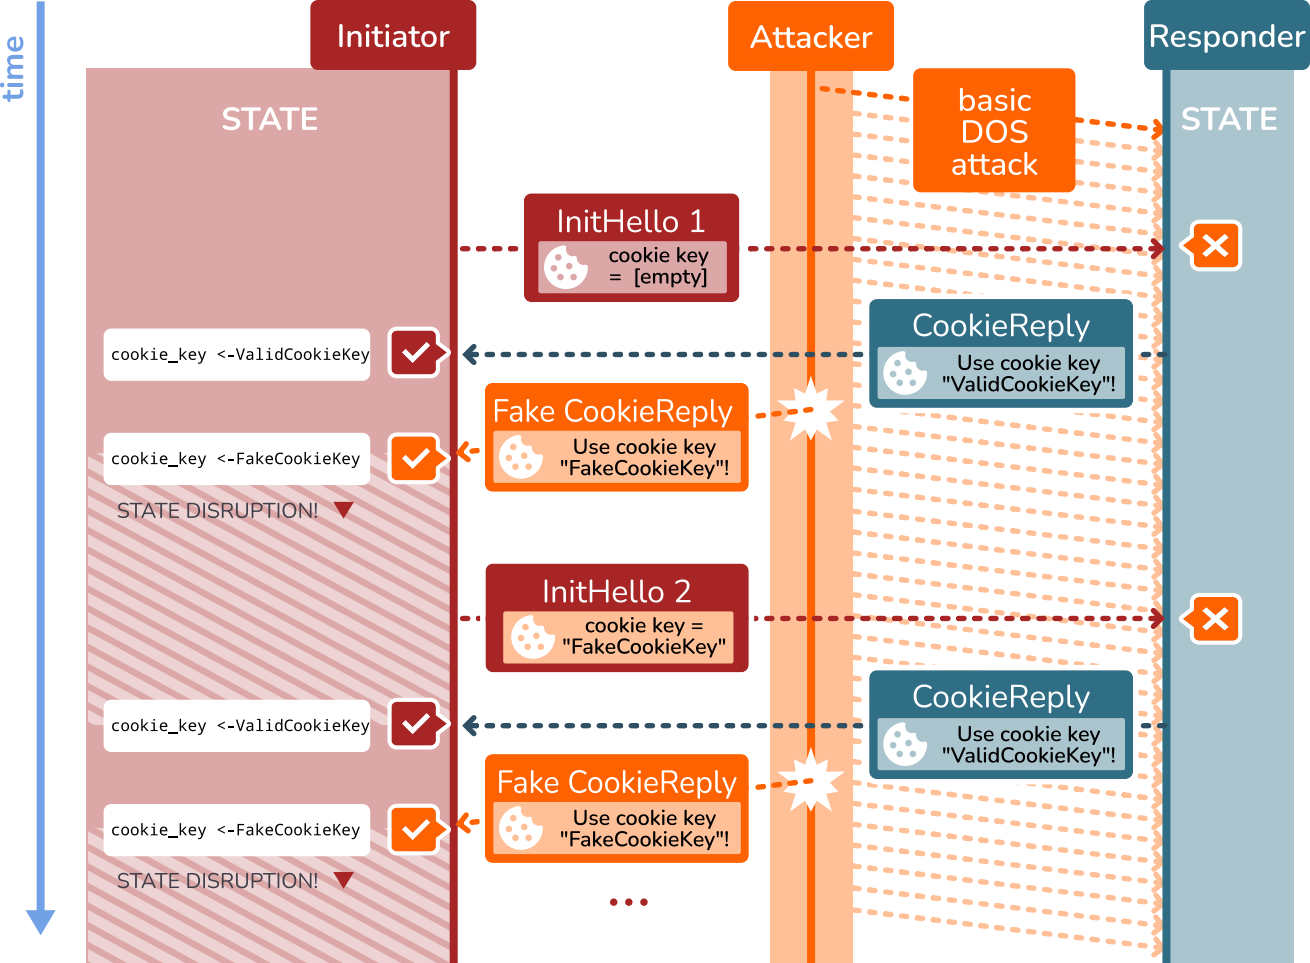 time
Initiator
Attacker
Responder
STATE
basic
DOS
attack
STATE
InitHello 1
cookie key
= [empty]
CookieReply
Use cookie key
"ValidCookieKey"!
cookie_key <-ValidCookieKey
Fake CookieReply
Use cookie key
"FakeCookieKey"!
cookie_key <-FakeCookieKey
STATE DISRUPTION!
InitHello 2
cookie key =
"FakeCookieKey"
CookieReply
Use cookie key
"ValidCookieKey"!
cookie_key <-ValidCookieKey
Fake CookieReply
Use cookie key
"FakeCookieKey"!
cookie_key <-FakeCookieKey
STATE DISRUPTION!
...